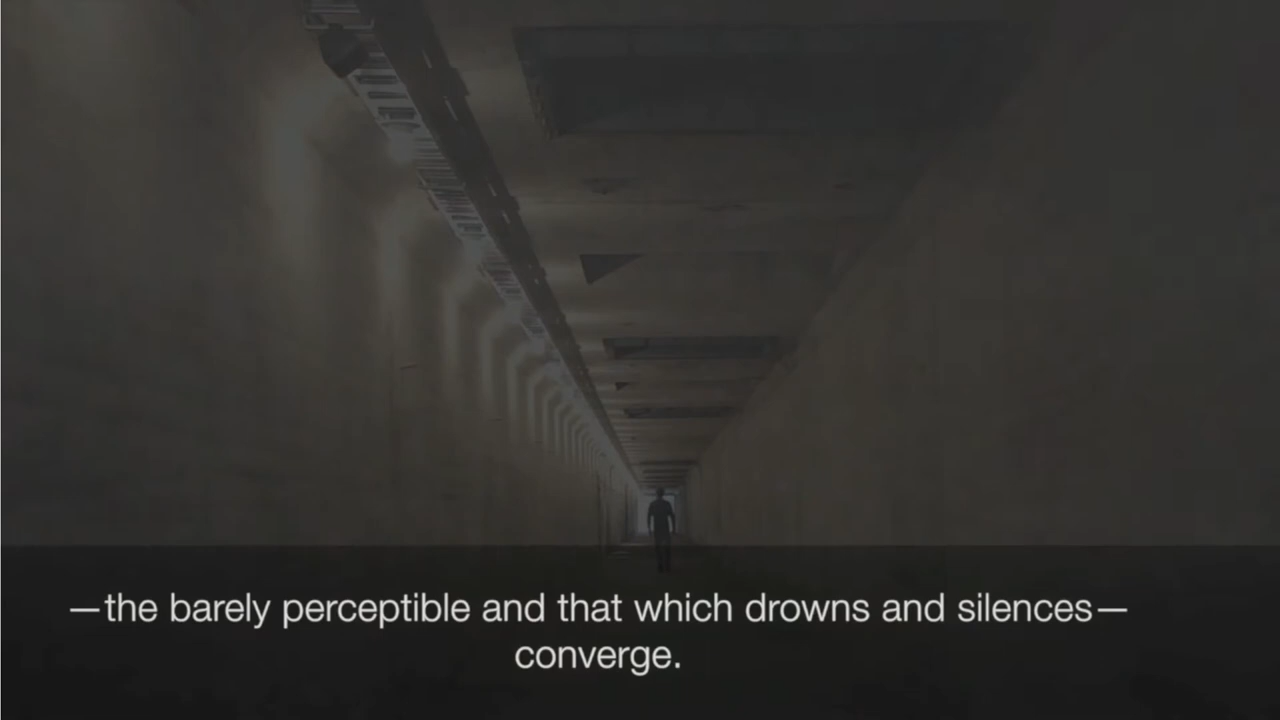 —the barely perceptible and that which drowns and silences—
converge.